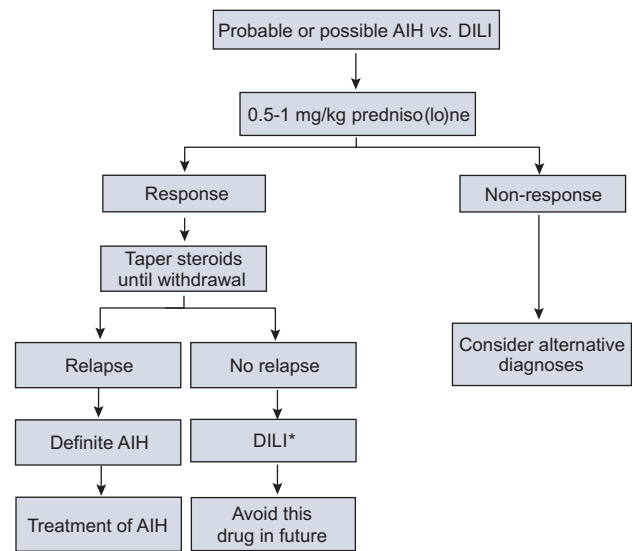 Probable or possible AIH vs. DILI
0.5-1 mg/kg predniso(lo)ne
Response
Non-response
Taper steroids
until withdrawal
Relapse
No relapse
Consider alternative
diagnoses
Definite AIH
DILI*
Treatment of AIH
Avoid this
drug in future